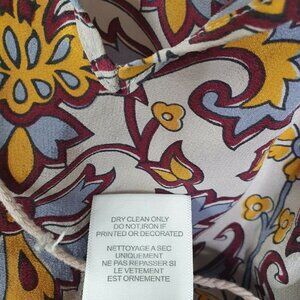 DRY CLEAN ONLY
DO NOT,IRON IF
PRINTED OR DECORATED
NETTOYAGE A SEC
UNIQUEMENT
NE PAS REPASSER SI
LE VETEMENT
EST ORNEMENTE